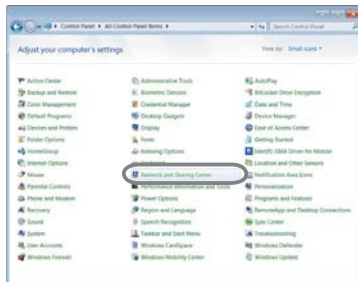 Control Panel ▸ All Control Panel Items ▸
Search Control Panel
Adjust your computer's settings
View by: Small icons
Action Center
Administrative Tools
AutoPlay
Backup and Restore
Biometric Devices
BitLocker Drive Encryption
Color Management
Credential Manager
Date and Time
Default Programs
Desktop Gadgets
Device Manager
Devices and Printers
Display
Ease of Access Center
Folder Options
Fonts
Getting Started
HomeGroup
Indexing Options
Intel(R) GMA Driver for Mobile
Internet Options
Location and Other Sensors
Mouse
Network and Sharing Center
Notification Area Icons
Parental Controls
Performance Information and Tools
Personalization
Phone and Modem
Power Options
Programs and Features
Recovery
Region and Language
RemoteApp and Desktop Connections
Sound
Speech Recognition
Sync Center
System
Taskbar and Start Menu
Troubleshooting
User Accounts
Windows CardSpace
Windows Defender
Windows Firewall
Windows Mobility Center
Windows Update